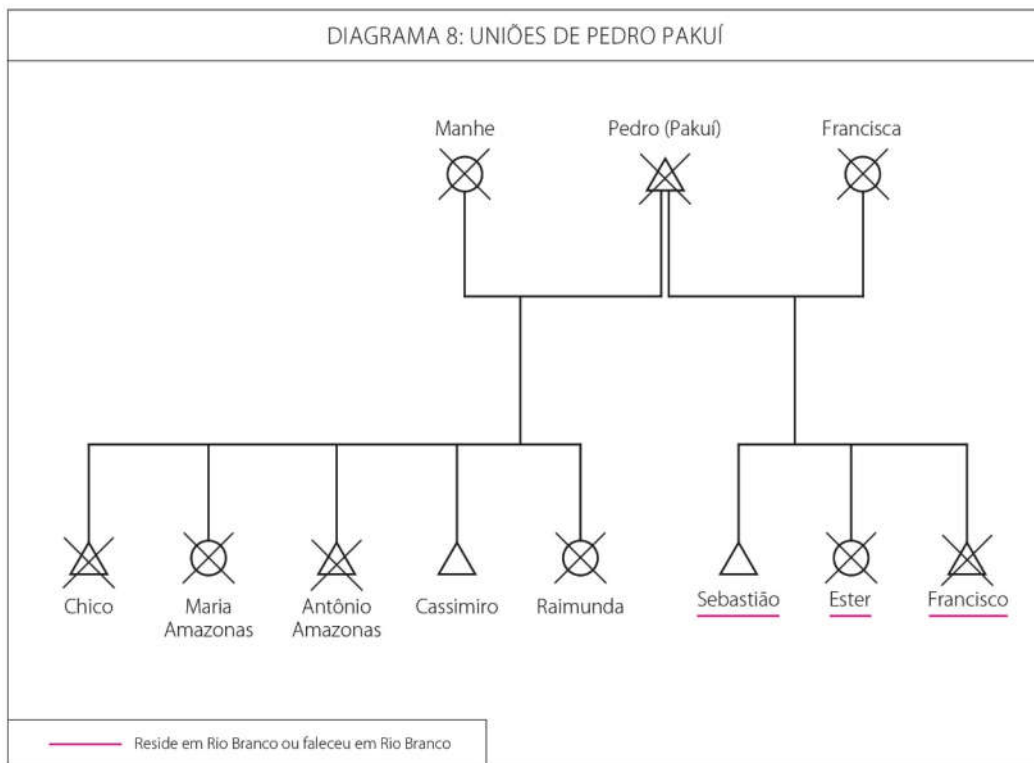 DIAGRAMA 8: UNIÕES DE PEDRO PAKUÍ
Manhe
Pedro (Pakuí)
Francisca
Chico
Maria
Amazonas
Antônio
Amazonas
Cassimiro
Raimunda
Sebastião
Ester
Francisco
Reside em Rio Branco ou faleceu em Rio Branco